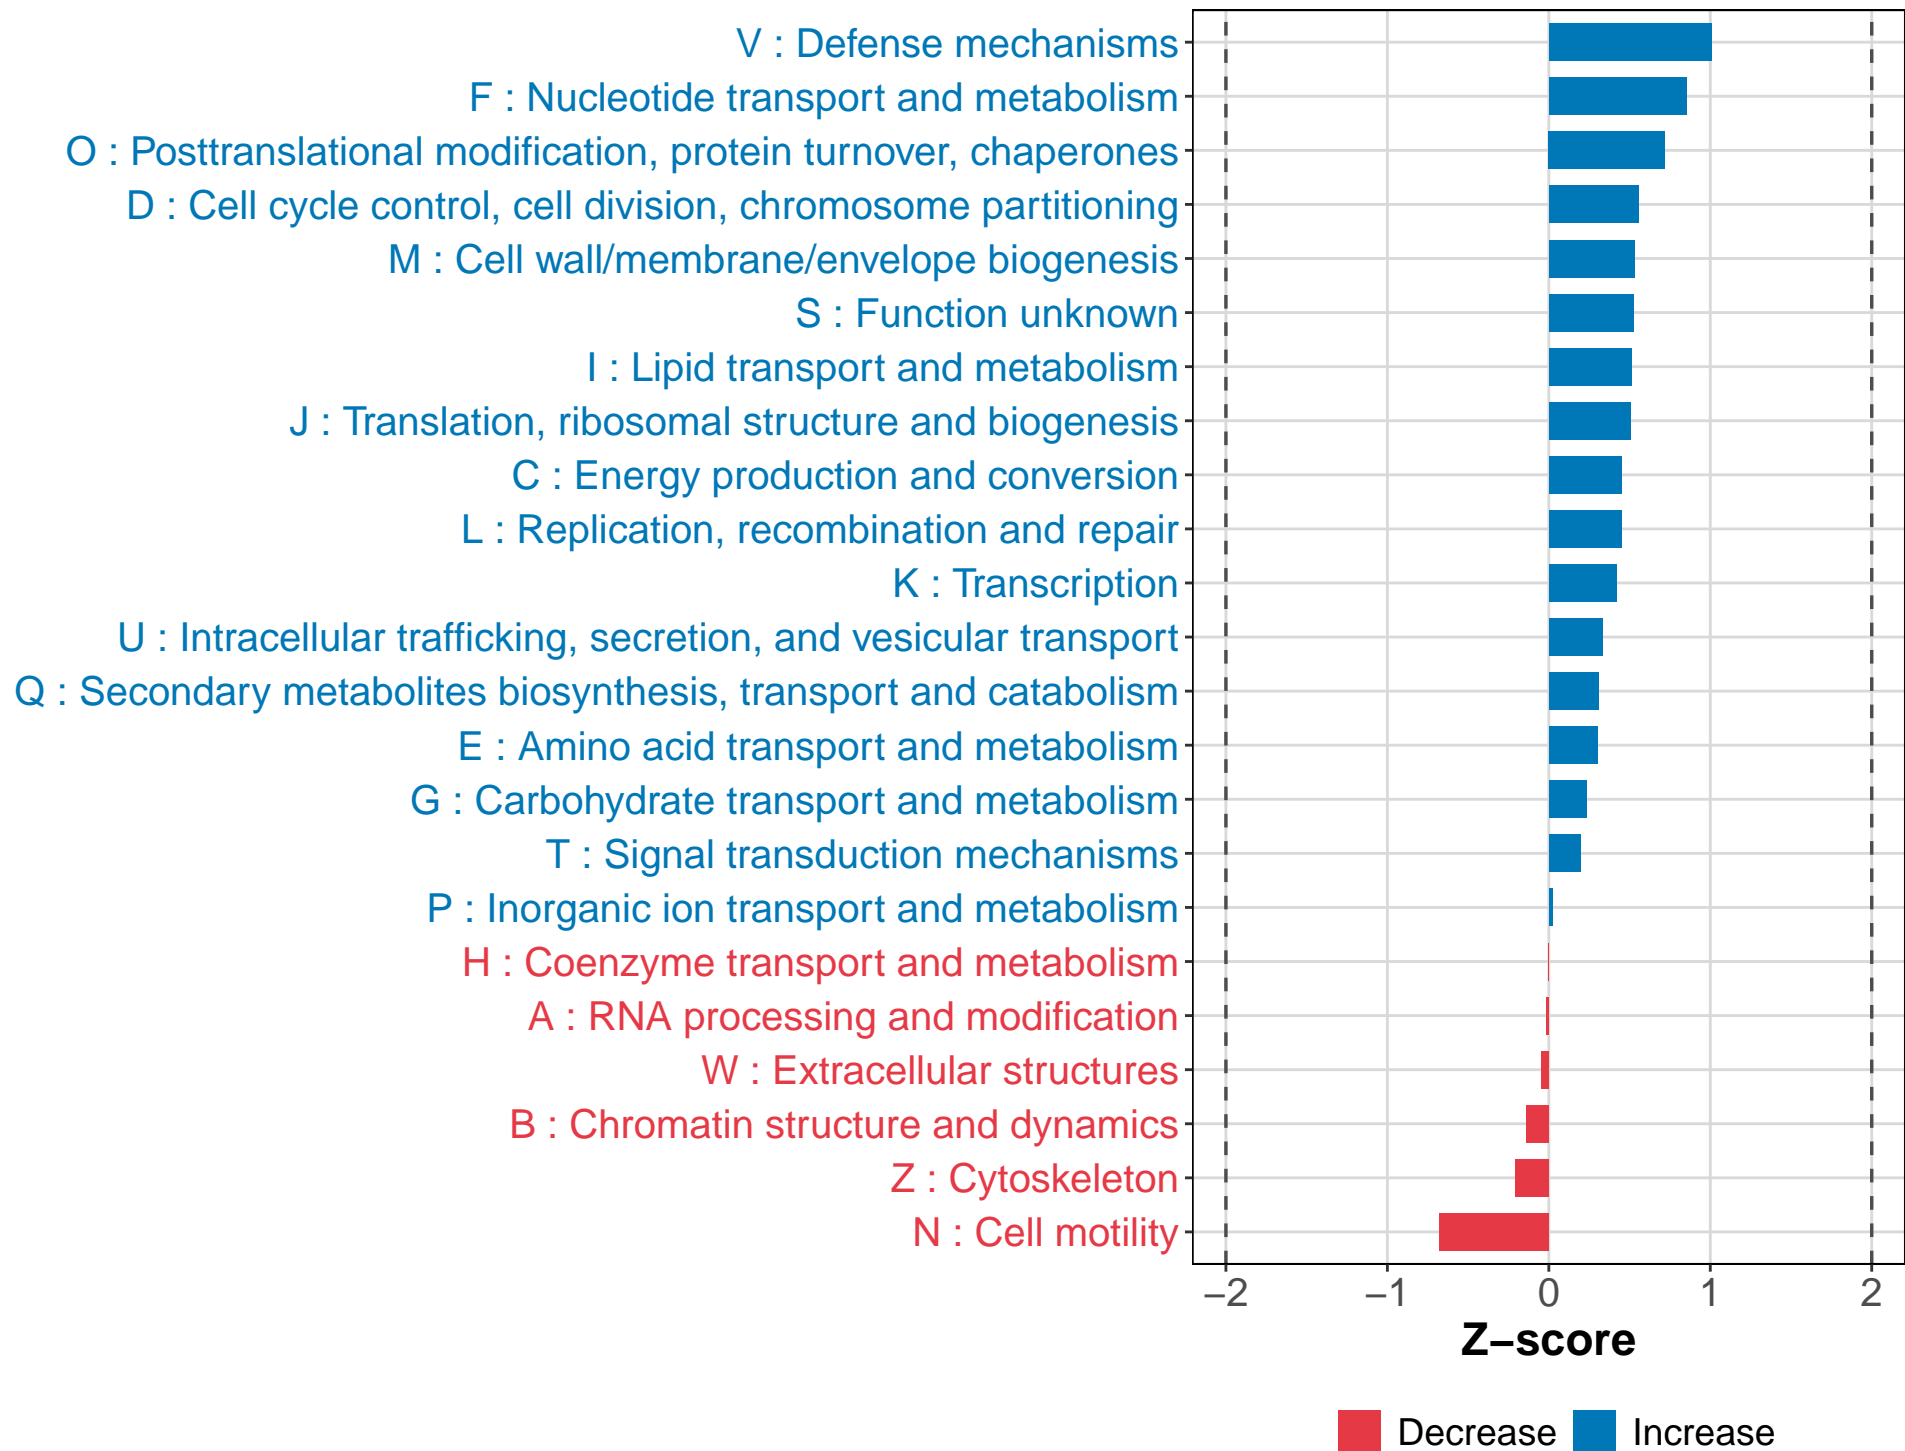 V : Defense mechanisms
F : Nucleotide transport and metabolism
O : Posttranslational modification, protein turnover, chaperones
D : Cell cycle control, cell division, chromosome partitioning
M : Cell wall/membrane/envelope biogenesis
S : Function unknown
I : Lipid transport and metabolism
J : Translation, ribosomal structure and biogenesis
C : Energy production and conversion
L : Replication, recombination and repair
K : Transcription
U : Intracellular trafficking, secretion, and vesicular transport
Q : Secondary metabolites biosynthesis, transport and catabolism
E : Amino acid transport and metabolism
G : Carbohydrate transport and metabolism
T : Signal transduction mechanisms
P : Inorganic ion transport and metabolism
H : Coenzyme transport and metabolism
A : RNA processing and modification
W : Extracellular structures
B : Chromatin structure and dynamics
Z : Cytoskeleton
N : Cell motility
−2 −1 0 1 2
Z−score
Decrease Increase